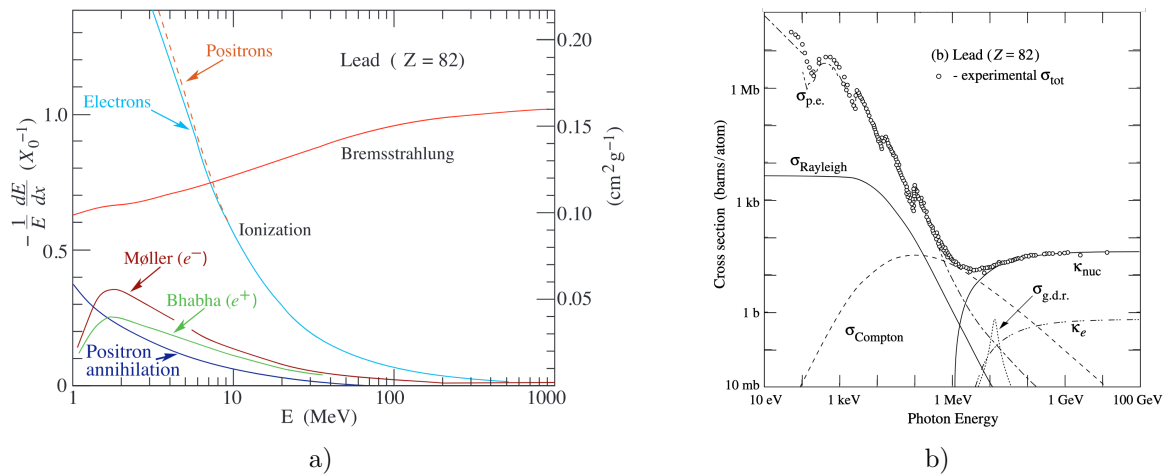 Positrons
Lead ( Z = 82)
Electrons
Bremsstrahlung
Ionization
Møller (e−)
Bhabha (e+)
Positron
annihilation
− 1/E dE/dx (X₀⁻¹)
1.0
0.5
0
0.20
0.15
0.10
0.05
(cm² g⁻¹)
1
10
100
1000
E (MeV)
a)
(b) Lead (Z = 82)
- experimental σtot
σp.e.
σRayleigh
κnuc
σg.d.r.
σCompton
κe
Cross section (barns/atom)
1 Mb
1 kb
1 b
10 mb
10 eV
1 keV
1 MeV
1 GeV
100 GeV
Photon Energy
b)